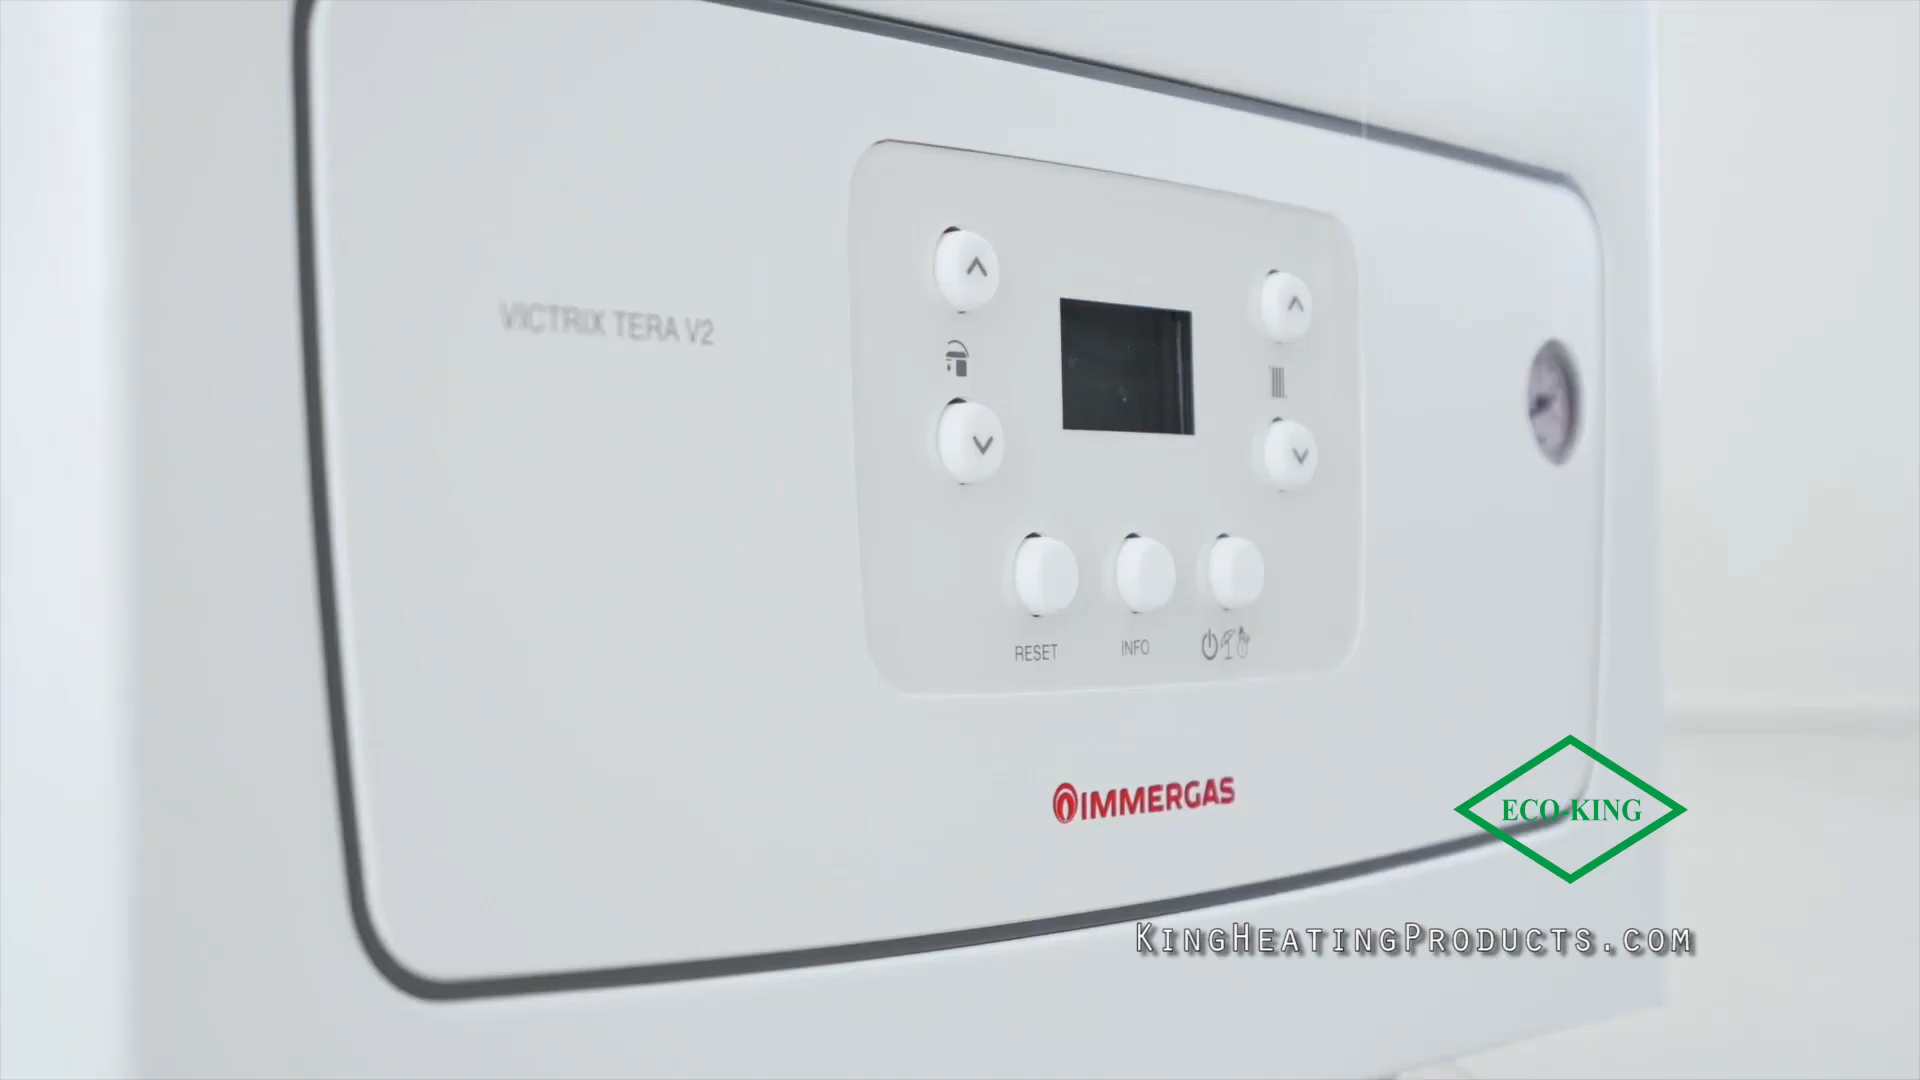 VICTRIX TERA V2
RESET
INFO
IMMERGAS
ECO-KING
KINGHEATINGPRODUCTS.COM